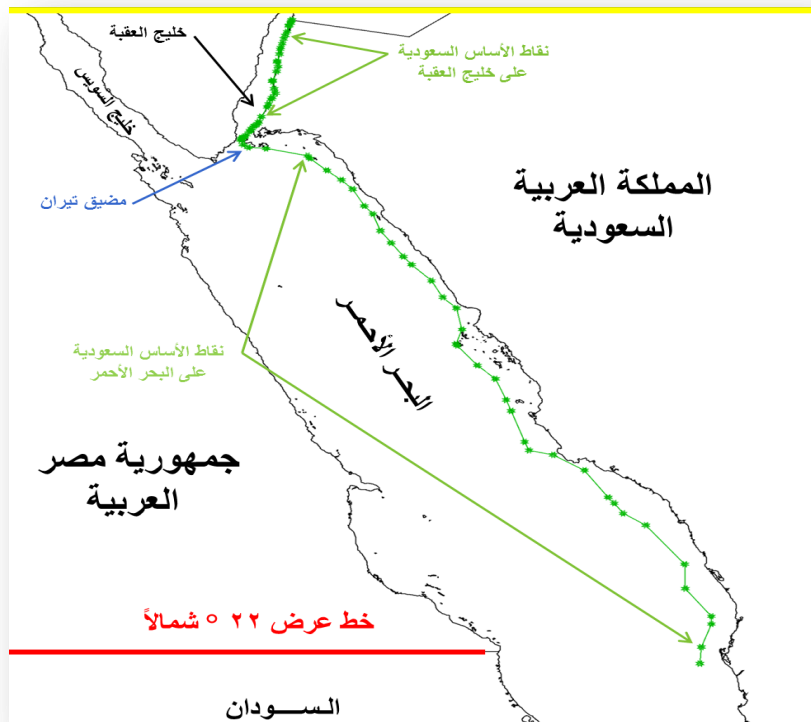 خليج العقبة
نقاط الأساس السعودية
على خليج العقبة
خليج السويس
المملكة العربية
السعودية
مضيق تيران
البحر الأحمر
نقاط الأساس السعودية
على البحر الأحمر
جمهورية مصر
العربية
خط عرض ٢٢ ° شمالاً
الســـودان